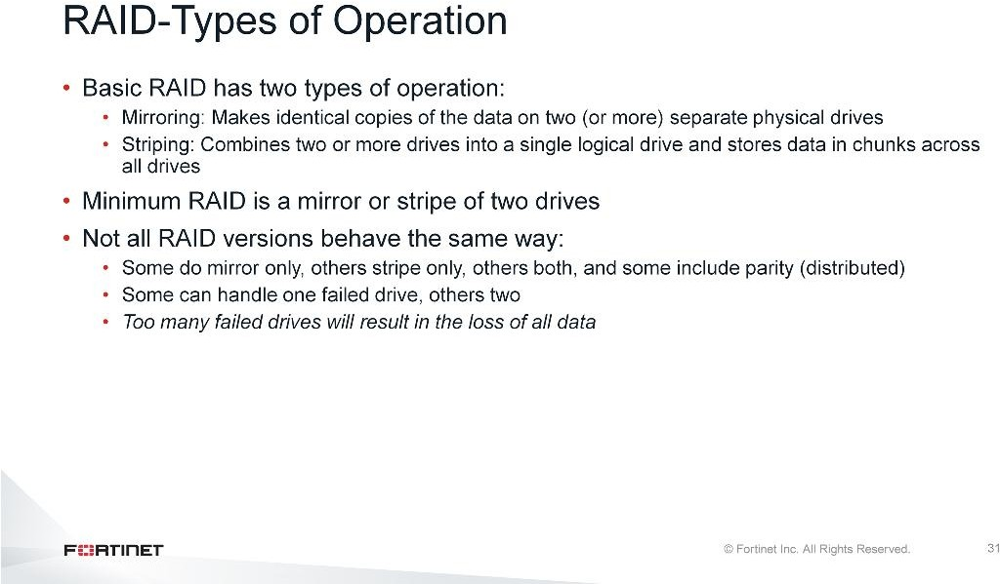 RAID-Types of Operation
• Basic RAID has two types of operation:
• Mirroring: Makes identical copies of the data on two (or more) separate physical drives
• Striping: Combines two or more drives into a single logical drive and stores data in chunks across
all drives
• Minimum RAID is a mirror or stripe of two drives
• Not all RAID versions behave the same way:
• Some do mirror only, others stripe only, others both, and some include parity (distributed)
• Some can handle one failed drive, others two
• Too many failed drives will result in the loss of all data
FORTINET
© Fortinet Inc. All Rights Reserved.
31